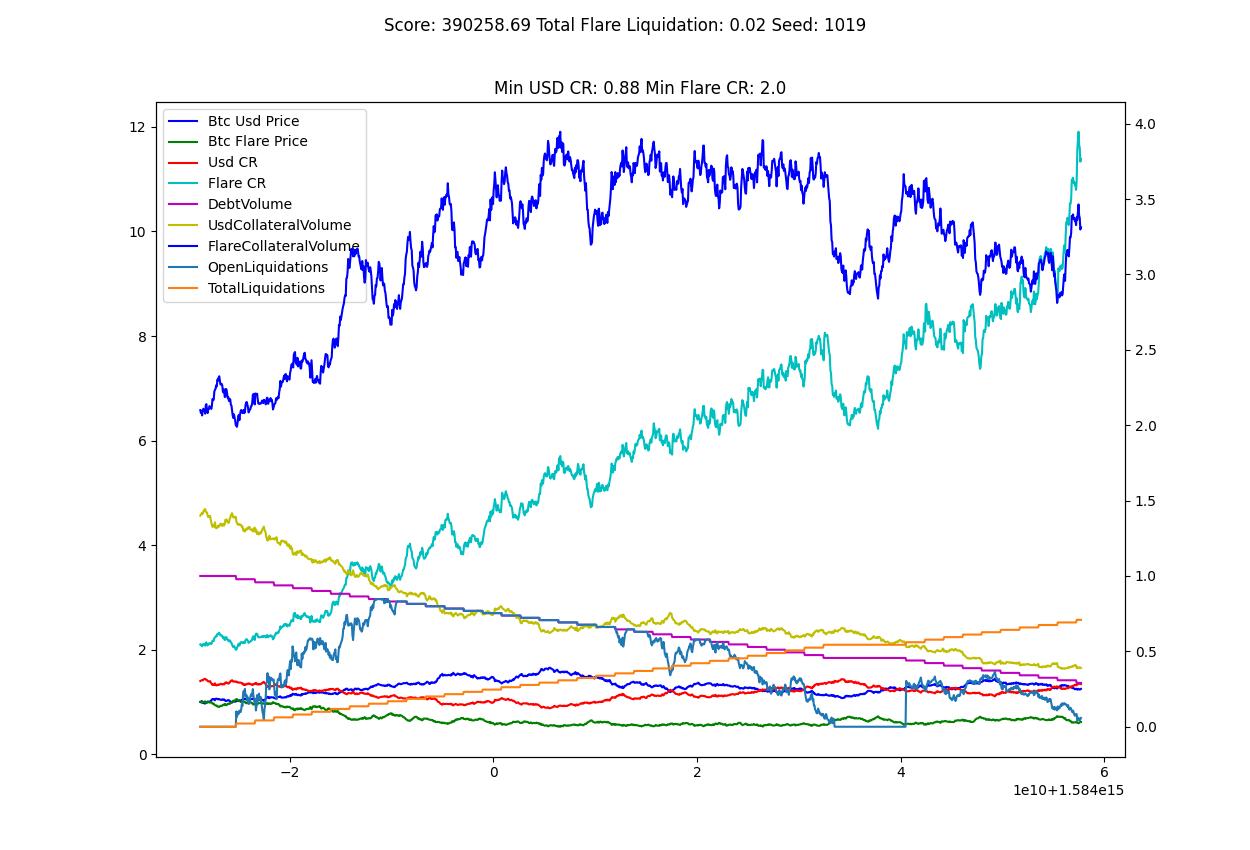 Score: 390258.69 Total Flare Liquidation: 0.02 Seed: 1019
Min USD CR: 0.88 Min Flare CR: 2.0
Btc Usd Price
Btc Flare Price
Usd CR
Flare CR
DebtVolume
UsdCollateralVolume
FlareCollateralVolume
OpenLiquidations
TotalLiquidations
12
10
8
6
4
2
0
4.0
3.5
3.0
2.5
2.0
1.5
1.0
0.5
0.0
−2 0 2 4 6
1e10+1.584e15